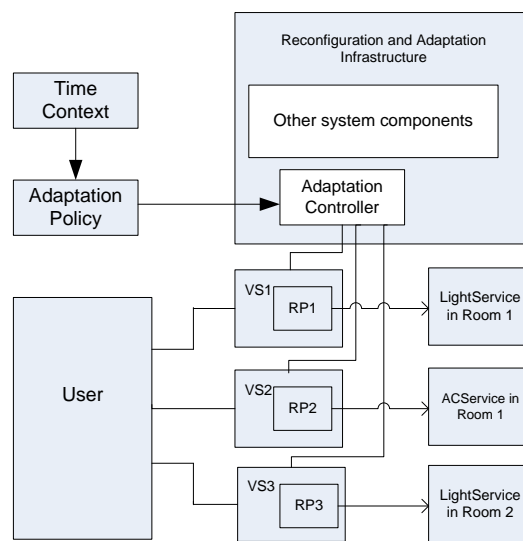 Reconfiguration and Adaptation
Infrastructure
Time
Context
Other system components
Adaptation
Policy
Adaptation
Controller
VS1
RP1
LightService
in Room 1
User
VS2
RP2
ACService in
Room 1
VS3
RP3
LightService
in Room 2